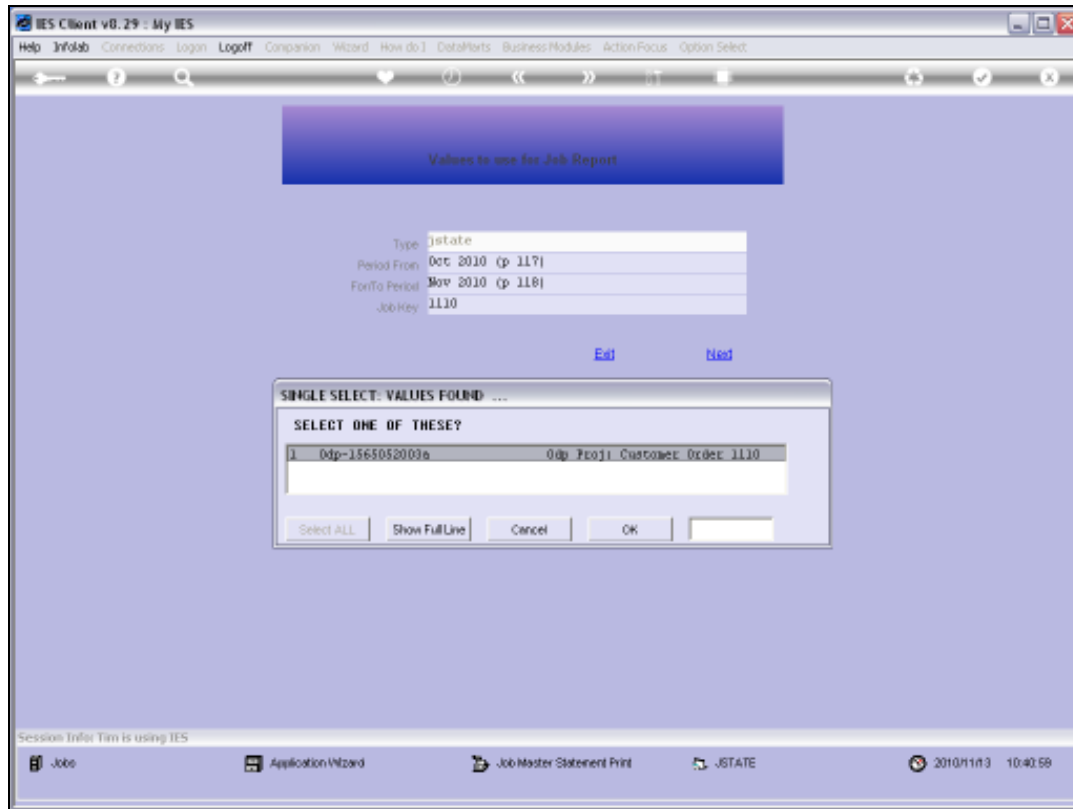 IES Client v8.29 : My IES
Help Infolab Connections Logon Logoff Companion Wizard How do I DataMarts Business Modules Action Focus Option Select
Values to use for Job Report
Type jstate
Period From Oct 2010 (p 117)
For/To Period Nov 2010 (p 118)
Job Key 1110
Exit Next
SINGLE SELECT: VALUES FOUND ...
SELECT ONE OF THESE?
1 Odp-1565052003a Odp Proj: Customer Order 1110
Select ALL Show Full Line Cancel OK
Session Info: Tim is using IES
Jobs Application Wizard Job Master Statement Print JSTATE 2010/11/13 10:40:59